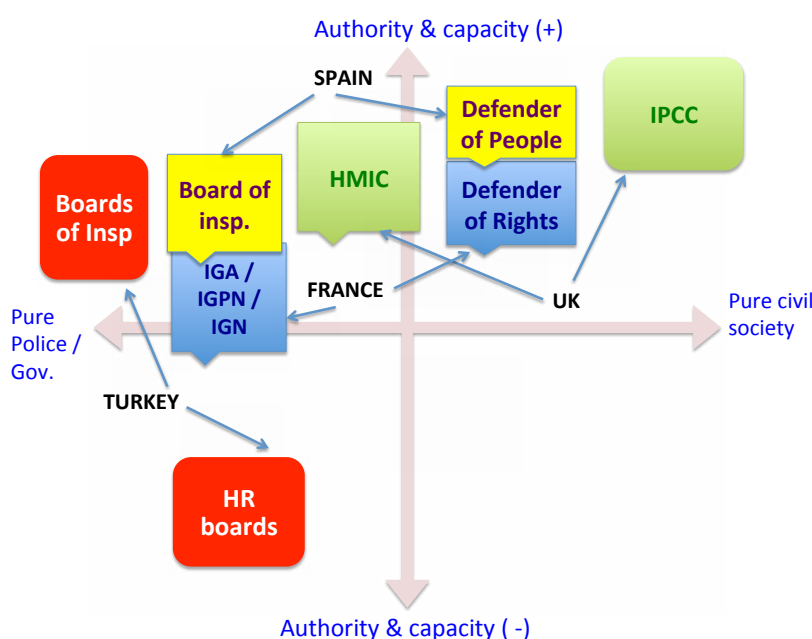 Authority & capacity (+)
SPAIN
Defender
of People
IPCC
Boards
of Insp
Board of
insp.
HMIC
Defender
of Rights
IGA /
IGPN /
IGN
FRANCE
UK
Pure
Police /
Gov.
Pure civil
society
TURKEY
HR
boards
Authority & capacity ( -)